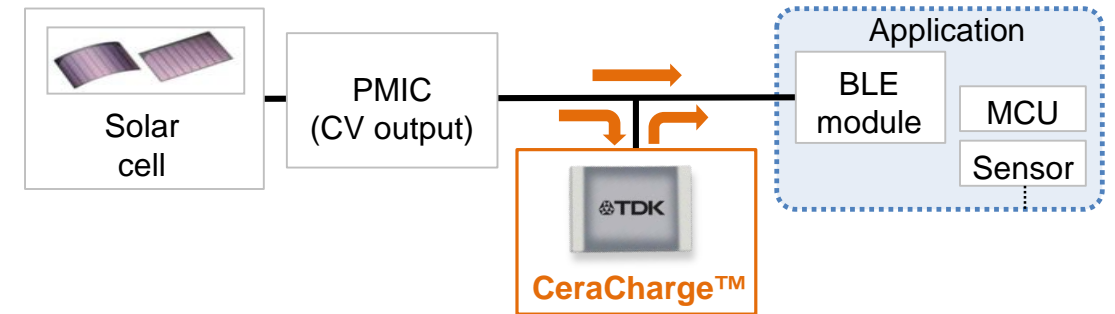 Solar
cell
PMIC
(CV output)
TDK
CeraCharge™
Application
BLE
module
MCU
Sensor